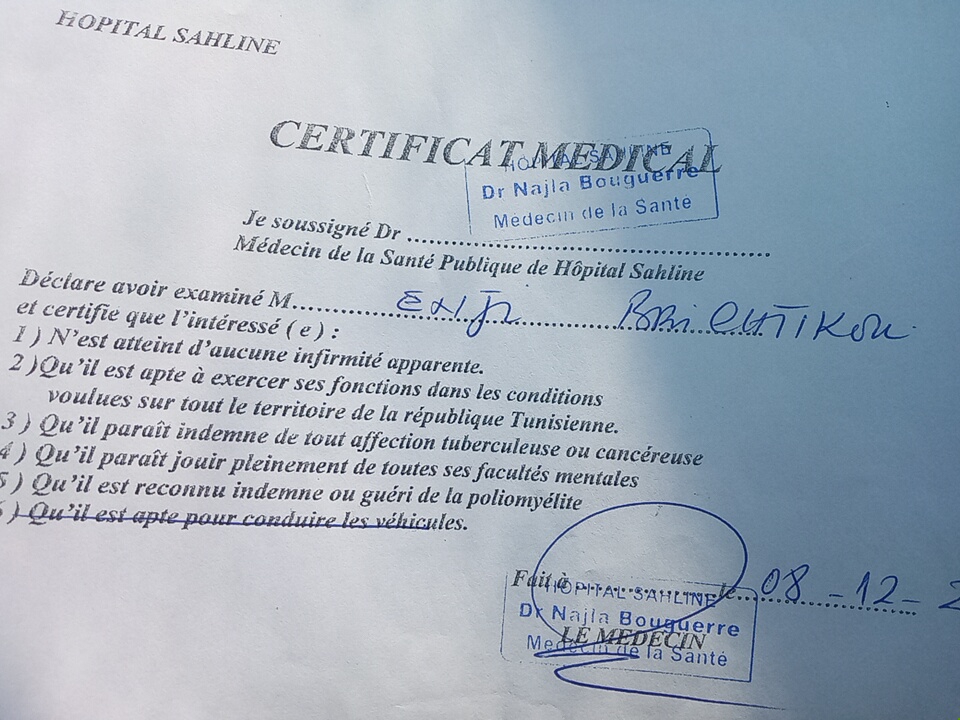 HOPITAL SAHLINE
CERTIFICAT MEDICAL
HOPITAL SAHLINE
Dr Najla Bouguerre
Médecin de la Santé
Je soussigné Dr ..............................................................
Médecin de la Santé Publique de Hôpital Sahline
Déclare avoir examiné M..............................................
et certifie que l'intéressé ( e ) :
1 ) N'est atteint d'aucune infirmité apparente.
2 )Qu'il est apte à exercer ses fonctions dans les conditions
voulues sur tout le territoire de la république Tunisienne.
3 ) Qu'il paraît indemne de tout affection tuberculeuse ou cancéreuse
4 ) Qu'il paraît jouir pleinement de toutes ses facultés mentales
5 ) Qu'il est reconnu indemne ou guéri de la poliomyélite
) Qu'il est apte pour conduire les véhicules.
Fait à ........................le.. 08 - 12 - 2
HOPITAL SAHLINE
Dr Najla Bouguerre
LE MEDECIN
Medecin de la Santé